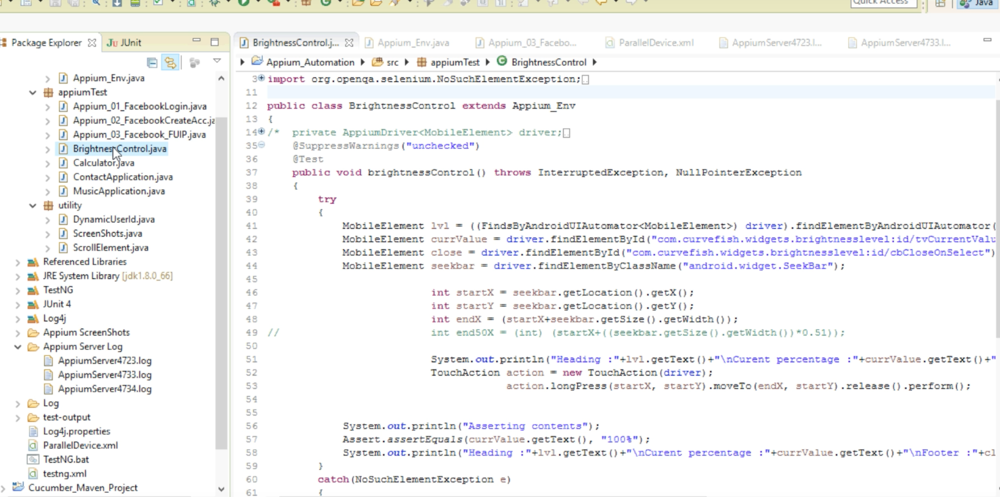 Quick Access
Java
Package Explorer
JUnit
Appium_Env.java
appiumTest
Appium_01_FacebookLogin.java
Appium_02_FacebookCreateAcc.ja
Appium_03_Facebook_FUIP.java
BrightnessControl.java
Calculator.java
ContactApplication.java
MusicApplication.java
utility
DynamicUserId.java
ScreenShots.java
ScrollElement.java
Referenced Libraries
JRE System Library [jdk1.8.0_66]
TestNG
JUnit 4
Log4j
Appium ScreenShots
Appium Server Log
AppiumServer4723.log
AppiumServer4733.log
AppiumServer4734.log
Log
test-output
Log4j.properties
ParallelDevice.xml
TestNG.bat
testng.xml
Cucumber_Maven_Project
BrightnessControl.j... Appium_Env.java Appium_03_Facebo... ParallelDevice.xml AppiumServer4723.l... AppiumServer4733.l...
Appium_Automation src appiumTest BrightnessControl
3 import org.openqa.selenium.NoSuchElementException;
11
12 public class BrightnessControl extends Appium_Env
13 {
14 /* private AppiumDriver<MobileElement> driver;
35 @SuppressWarnings("unchecked")
36 @Test
37 public void brightnessControl() throws InterruptedException, NullPointerException
38 {
39 try
40 {
41 MobileElement lvl = ((FindsByAndroidUIAutomator<MobileElement>) driver).findElementByAndroidUIAutomator(
42 MobileElement currValue = driver.findElementById("com.curvefish.widgets.brightnesslevel:id/tvCurrentValu
43 MobileElement close = driver.findElementById("com.curvefish.widgets.brightnesslevel:id/cbCloseOnSelect")
44 MobileElement seekbar = driver.findElementByClassName("android.widget.SeekBar");
45
46 int startX = seekbar.getLocation().getX();
47 int startY = seekbar.getLocation().getY();
48 int endX = (startX+seekbar.getSize().getWidth());
49 // int end50X = (int) (startX+((seekbar.getSize().getWidth())*0.51));
50
51 System.out.println("Heading :"+lvl.getText()+"\nCurent percentage :"+currValue.getText()+"
52 TouchAction action = new TouchAction(driver);
53 action.longPress(startX, startY).moveTo(endX, startY).release().perform();
54
55
56 System.out.println("Asserting contents");
57 Assert.assertEquals(currValue.getText(), "100%");
58 System.out.println("Heading :"+lvl.getText()+"\nCurent percentage :"+currValue.getText()+"\nFooter :"+cl
59 }
60 catch(NoSuchElementException e)
61 {